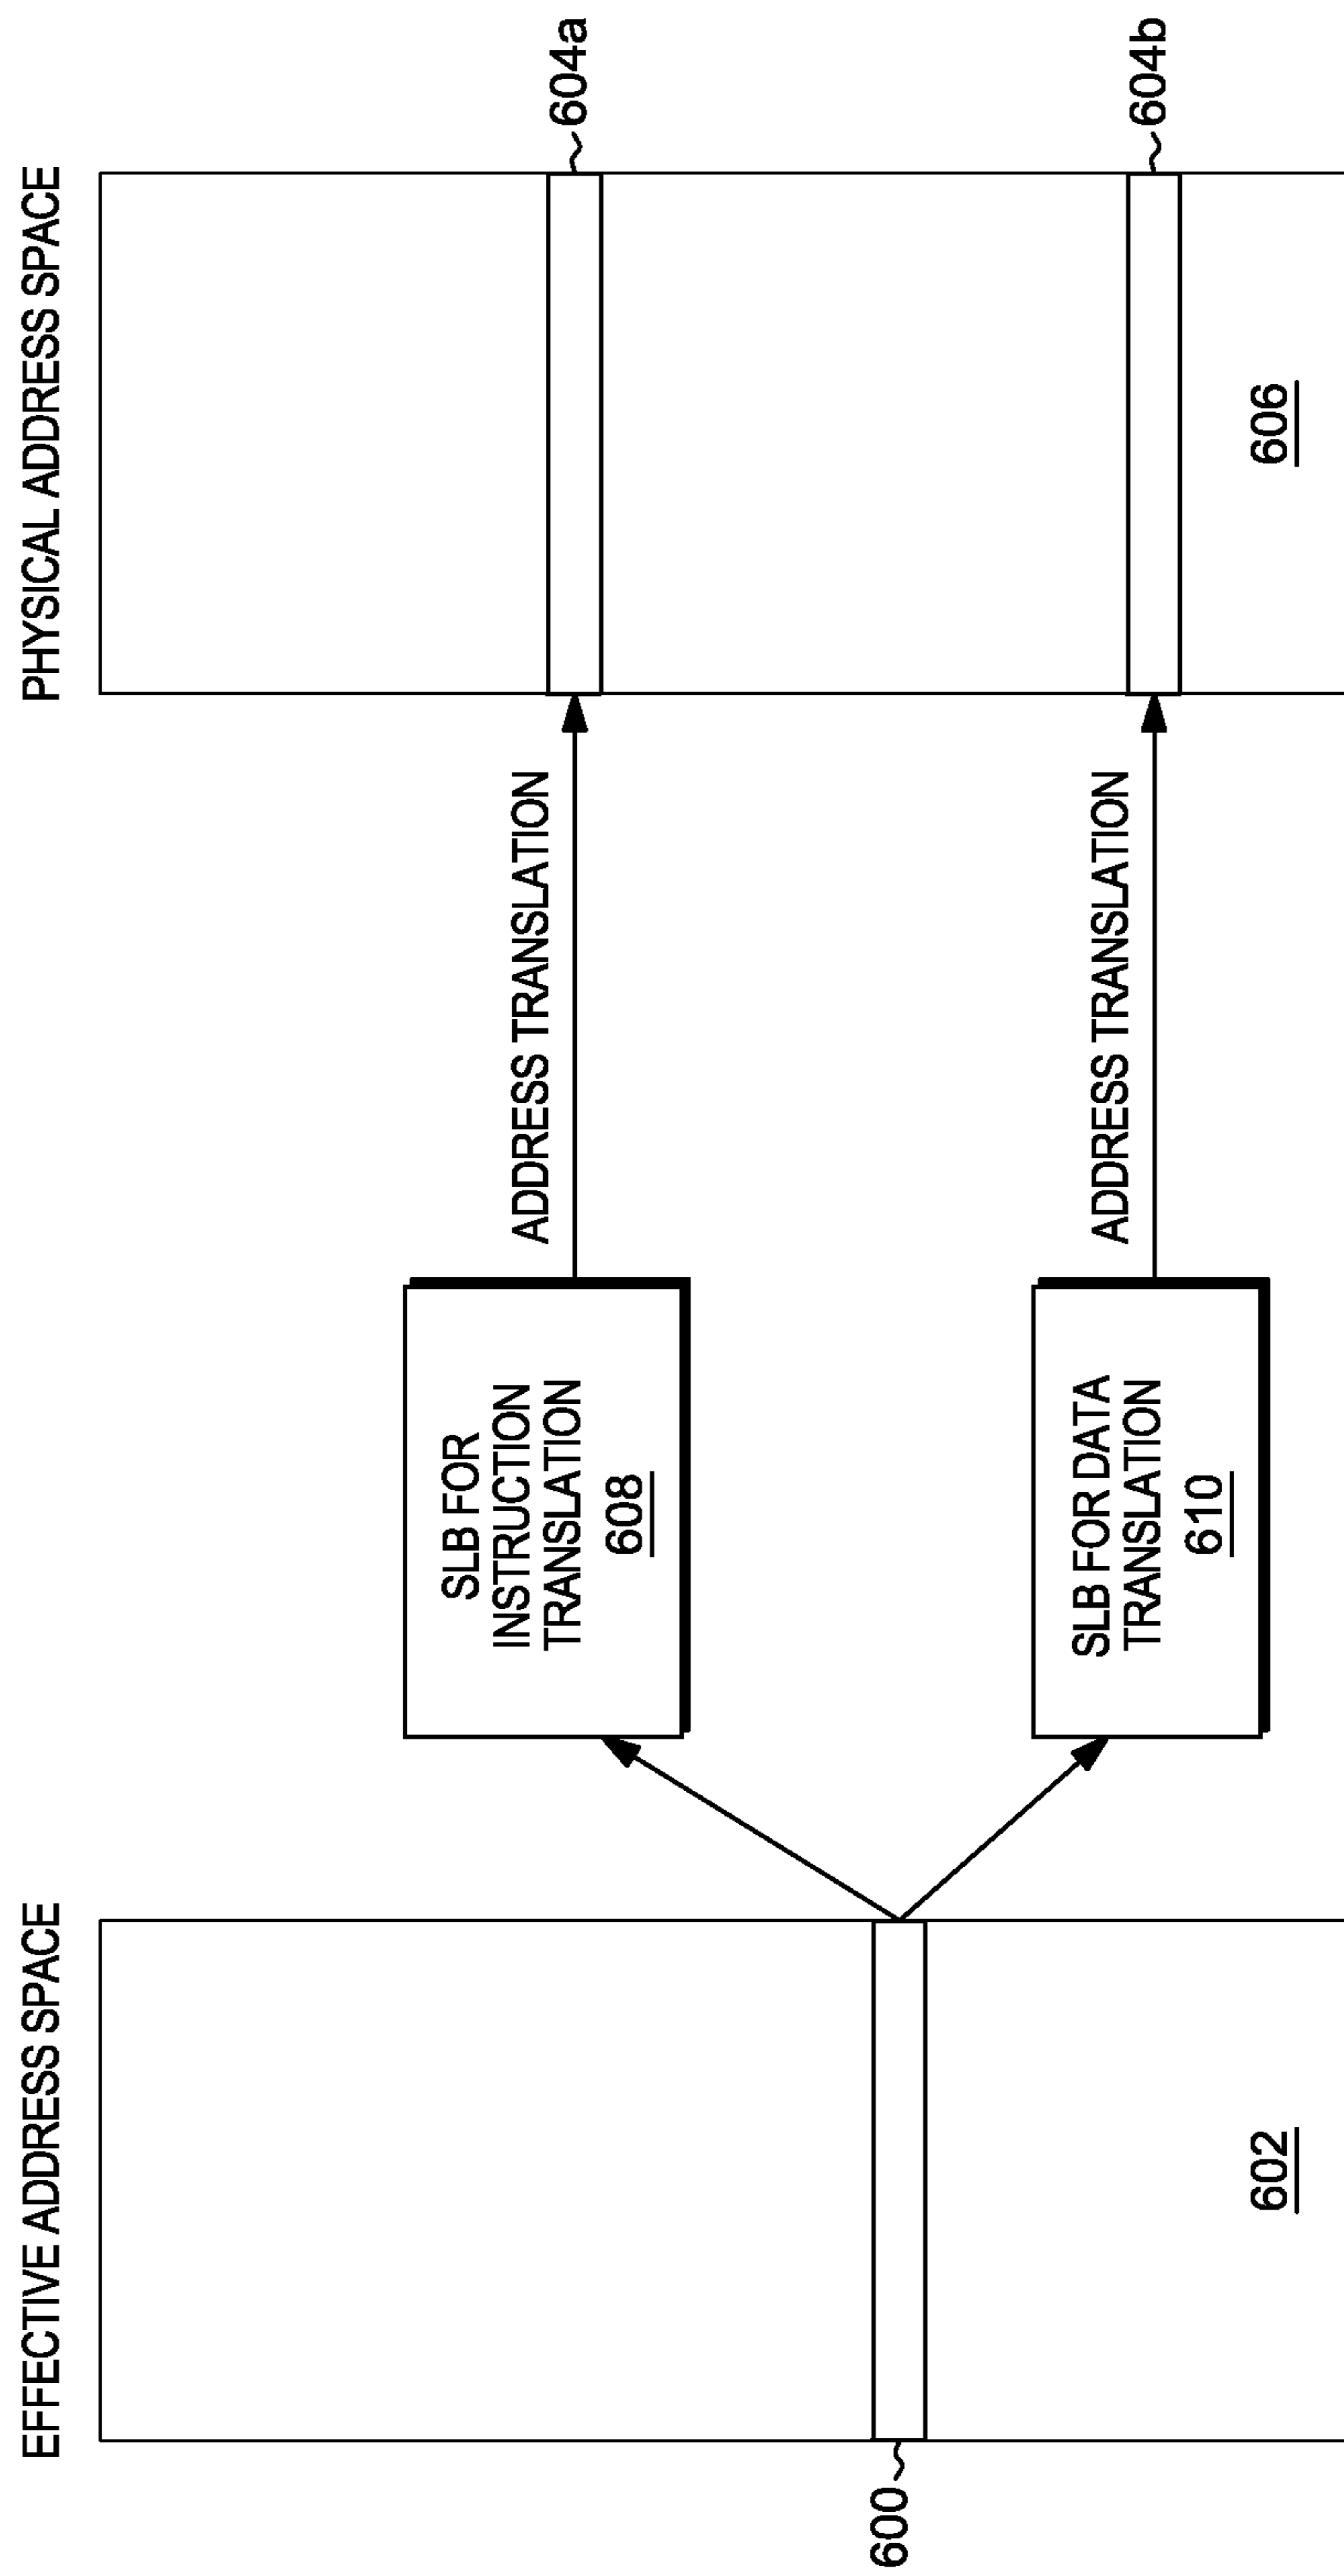 EFFECTIVE ADDRESS SPACE
PHYSICAL ADDRESS SPACE
SLB FOR
INSTRUCTION
TRANSLATION
608
ADDRESS TRANSLATION
604a
600
SLB FOR DATA
TRANSLATION
610
ADDRESS TRANSLATION
604b
602
606